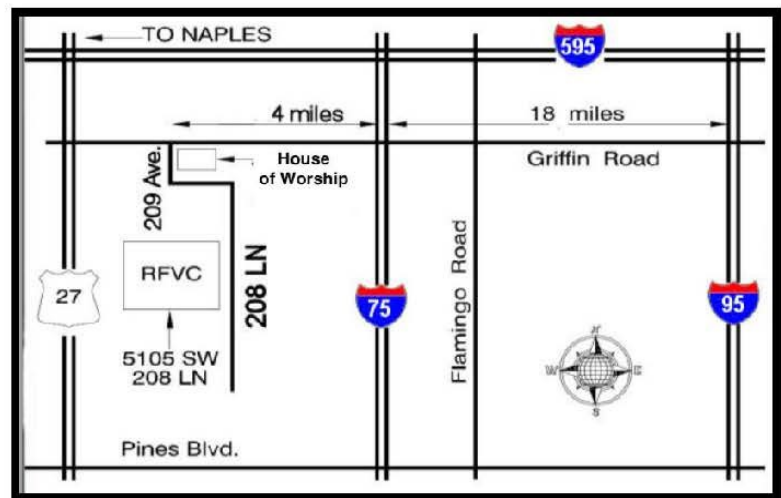 TO NAPLES
595
4 miles
18 miles
House
of Worship
Griffin Road
209 Ave.
RFVC
208 LN
27
75
Flamingo Road
95
5105 SW
208 LN
N
W
E
S
Pines Blvd.